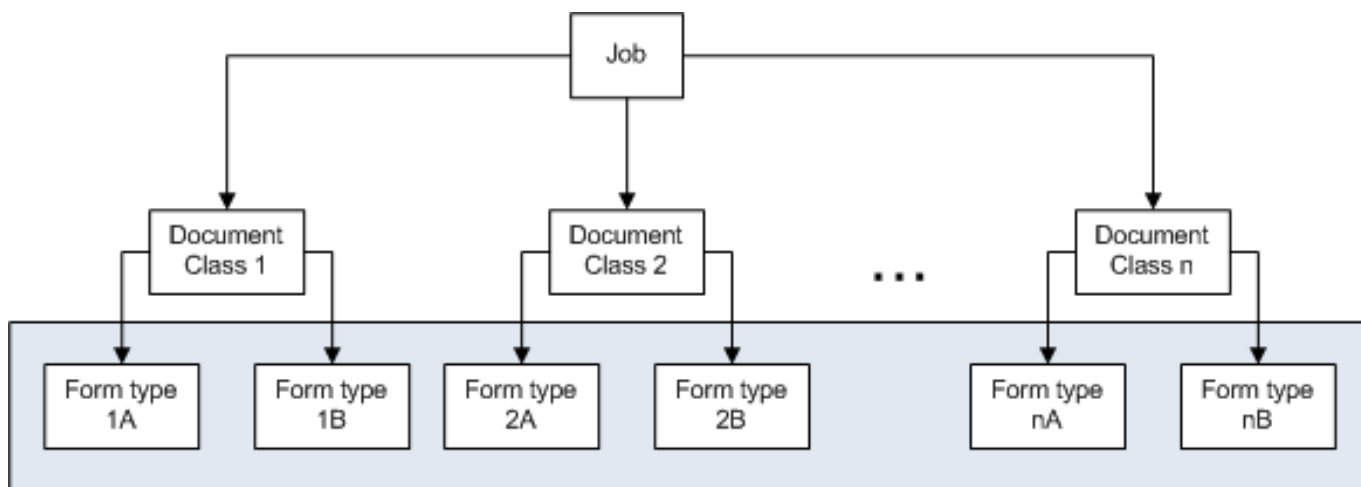 Job
Document
Class 1
Document
Class 2
...
Document
Class n
Form type
1A
Form type
1B
Form type
2A
Form type
2B
Form type
nA
Form type
nB